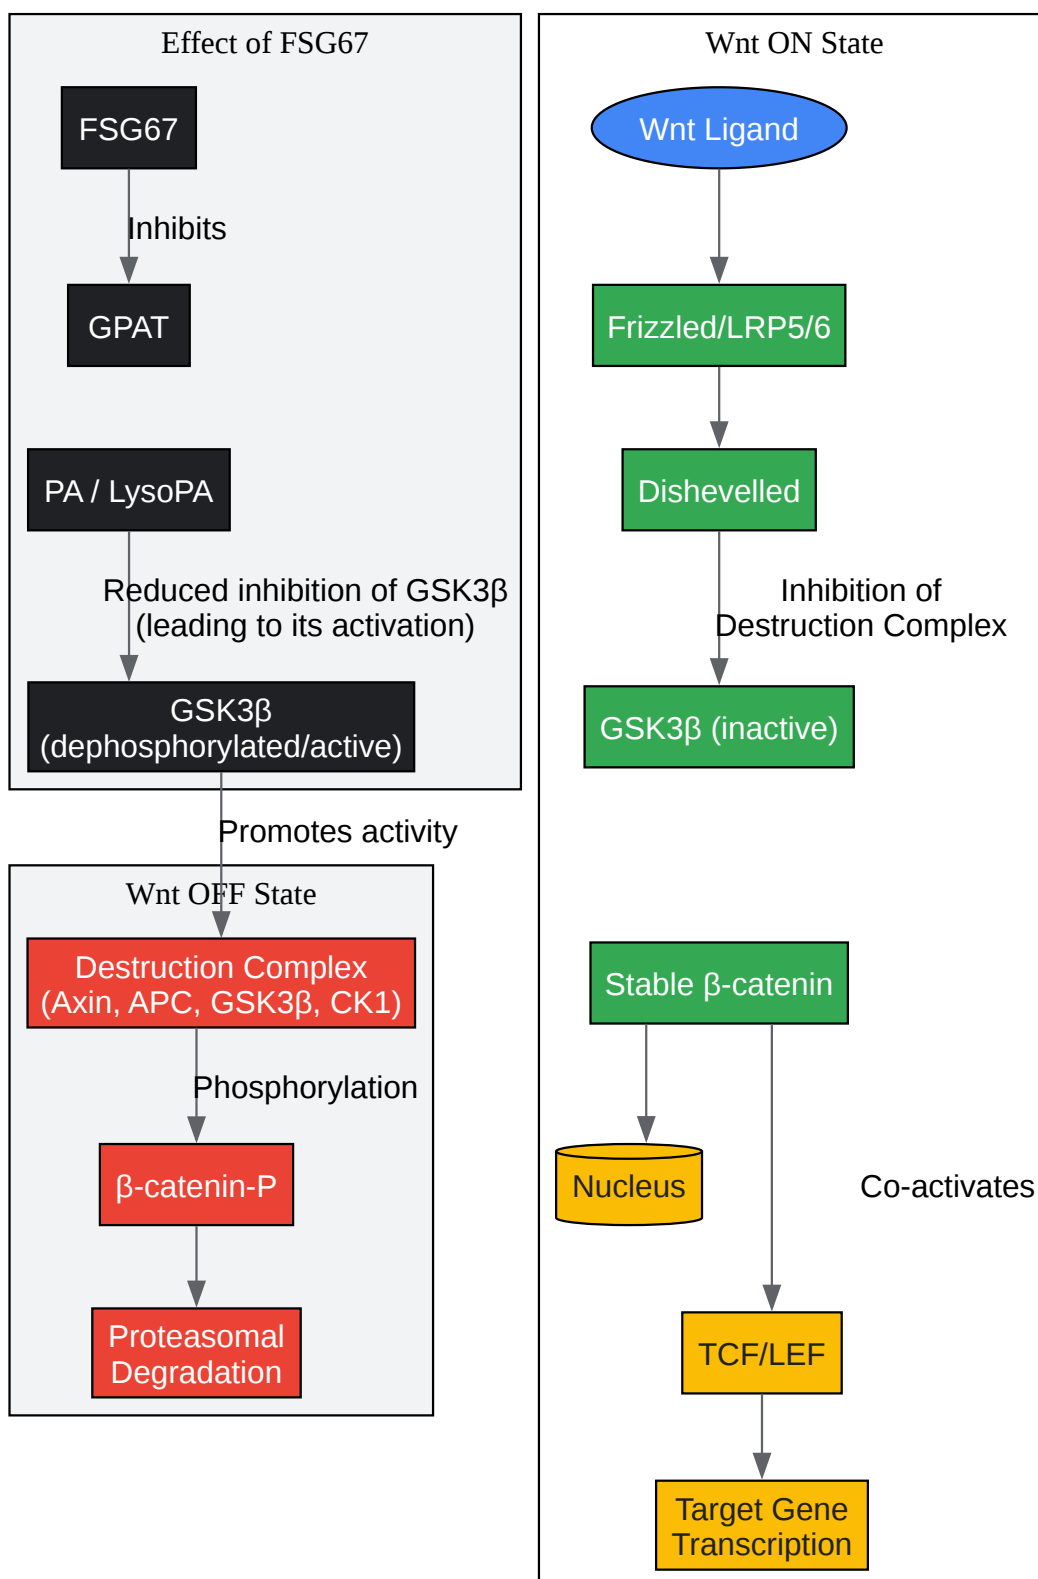 Effect of FSG67
FSG67
Inhibits
GPAT
PA / LysoPA
Reduced inhibition of GSK3β
(leading to its activation)
GSK3β
(dephosphorylated/active)
Promotes activity
Wnt OFF State
Destruction Complex
(Axin, APC, GSK3β, CK1)
Phosphorylation
β-catenin-P
Proteasomal
Degradation
Wnt ON State
Wnt Ligand
Frizzled/LRP5/6
Dishevelled
Inhibition of
Destruction Complex
GSK3β (inactive)
Stable β-catenin
Nucleus
Co-activates
TCF/LEF
Target Gene
Transcription